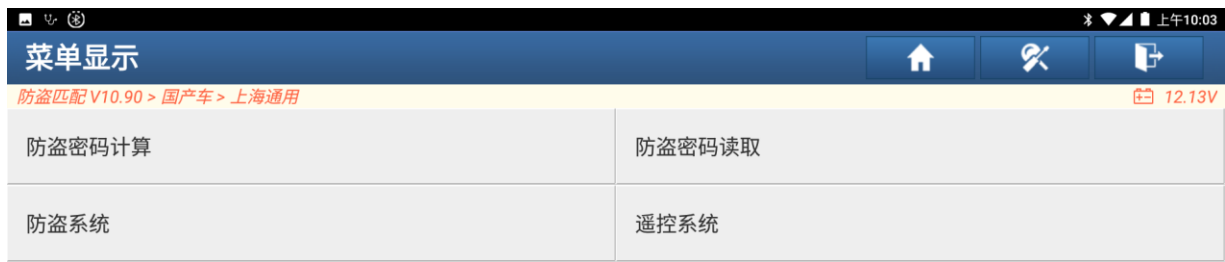 上午10:03
菜单显示
防盗匹配 V10.90 > 国产车 > 上海通用
12.13V
防盗密码计算
防盗密码读取
防盗系统
遥控系统